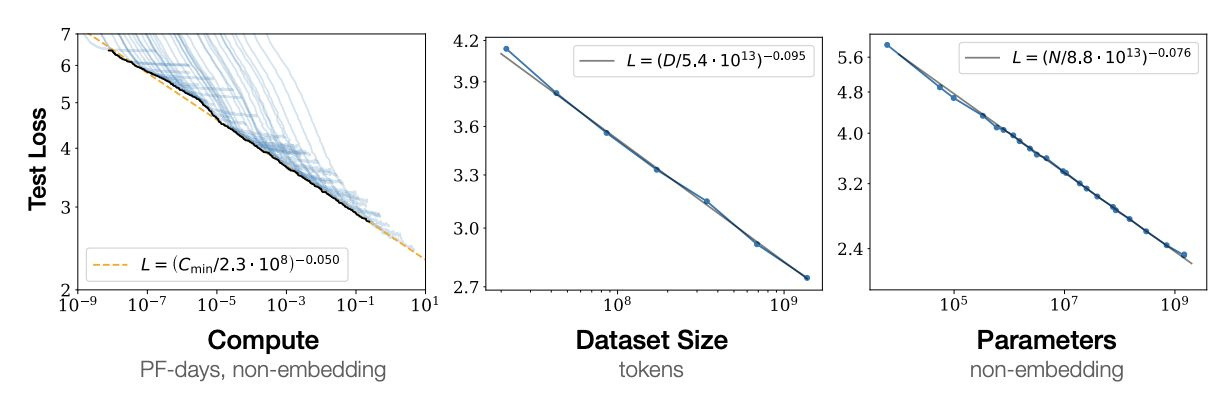 Test Loss
7
6
5
4
3
2
L = (C_min/2.3 · 10^8)^−0.050
10^−9 10^−7 10^−5 10^−3 10^−1 10^1
Compute
PF-days, non-embedding
4.2
3.9
3.6
3.3
3.0
2.7
L = (D/5.4 · 10^13)^−0.095
10^8 10^9
Dataset Size
tokens
5.6
4.8
4.0
3.2
2.4
L = (N/8.8 · 10^13)^−0.076
10^5 10^7 10^9
Parameters
non-embedding